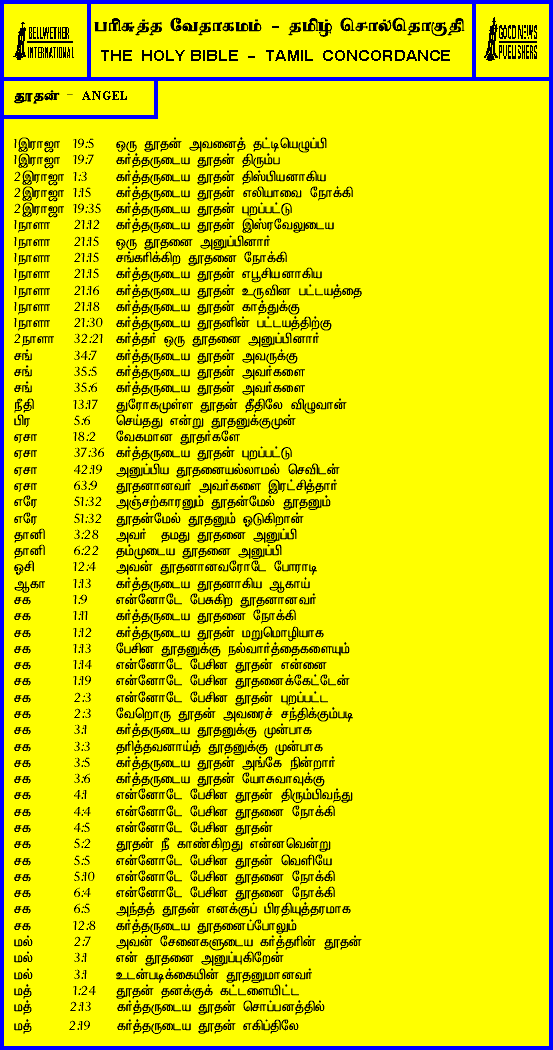 BELLWETHER
INTERNATIONAL
பரிசுத்த வேதாகமம் - தமிழ் சொல்தொகுதி
THE HOLY BIBLE - TAMIL CONCORDANCE
GOOD NEWS
PUBLISHERS
தூதன் - ANGEL
1இராஜா 19:5 ஒரு தூதன் அவனைத் தட்டியெழுப்பி
1இராஜா 19:7 கர்த்தருடைய தூதன் திரும்ப
2இராஜா 1:3 கர்த்தருடைய தூதன் திஸ்பியனாகிய
2இராஜா 1:15 கர்த்தருடைய தூதன் எலியாவை நோக்கி
2இராஜா 19:35 கர்த்தருடைய தூதன் புறப்பட்டு
1நாளா 21:12 கர்த்தருடைய தூதன் இஸ்ரவேலுடைய
1நாளா 21:15 ஒரு தூதனை அனுப்பினார்
1நாளா 21:15 சங்கரிக்கிற தூதனை நோக்கி
1நாளா 21:15 கர்த்தருடைய தூதன் எபூசியனாகிய
1நாளா 21:16 கர்த்தருடைய தூதன் உருவின பட்டயத்தை
1நாளா 21:18 கர்த்தருடைய தூதன் காத்துக்கு
1நாளா 21:30 கர்த்தருடைய தூதனின் பட்டயத்திற்கு
2நாளா 32:21 கர்த்தர் ஒரு தூதனை அனுப்பினார்
சங் 34:7 கர்த்தருடைய தூதன் அவருக்கு
சங் 35:5 கர்த்தருடைய தூதன் அவர்களை
சங் 35:6 கர்த்தருடைய தூதன் அவர்களை
நீதி 13:17 துரோகமுள்ள தூதன் தீதிலே விழுவான்
பிர 5:6 செய்தது என்று தூதனுக்குமுன்
ஏசா 18:2 வேகமான தூதர்களே
ஏசா 37:36 கர்த்தருடைய தூதன் புறப்பட்டு
ஏசா 42:19 அனுப்பிய தூதனையல்லாமல் செவிடன்
ஏசா 63:9 தூதனானவர் அவர்களை இரட்சித்தார்
எரே 51:32 அஞ்சற்காரனும் தூதன்மேல் தூதனும்
எரே 51:32 தூதன்மேல் தூதனும் ஓடுகிறான்
தானி 3:28 அவர் தமது தூதனை அனுப்பி
தானி 6:22 தம்முடைய தூதனை அனுப்பி
ஒசி 12:4 அவன் தூதனானவரோடே போராடி
ஆகா 1:13 கர்த்தருடைய தூதனாகிய ஆகாய்
சக 1:9 என்னோடே பேசுகிற தூதனானவர்
சக 1:11 கர்த்தருடைய தூதனை நோக்கி
சக 1:12 கர்த்தருடைய தூதன் மறுமொழியாக
சக 1:13 பேசின தூதனுக்கு நல்வார்த்தைகளையும்
சக 1:14 என்னோடே பேசின தூதன் என்னை
சக 1:19 என்னோடே பேசின தூதனைக்கேட்டேன்
சக 2:3 என்னோடே பேசின தூதன் புறப்பட்ட
சக 2:3 வேறொரு தூதன் அவரைச் சந்திக்கும்படி
சக 3:1 கர்த்தருடைய தூதனுக்கு முன்பாக
சக 3:3 தரித்தவனாய்த் தூதனுக்கு முன்பாக
சக 3:5 கர்த்தருடைய தூதன் அங்கே நின்றார்
சக 3:6 கர்த்தருடைய தூதன் யோசுவாவுக்கு
சக 4:1 என்னோடே பேசின தூதன் திரும்பிவந்து
சக 4:4 என்னோடே பேசின தூதனை நோக்கி
சக 4:5 என்னோடே பேசின தூதன்
சக 5:2 தூதன் நீ காண்கிறது என்னவென்று
சக 5:5 என்னோடே பேசின தூதன் வெளியே
சக 5:10 என்னோடே பேசின தூதனை நோக்கி
சக 6:4 என்னோடே பேசின தூதனை நோக்கி
சக 6:5 அந்தத் தூதன் எனக்குப் பிரதியுத்தரமாக
சக 12:8 கர்த்தருடைய தூதனைப்போலும்
மல் 2:7 அவன் சேனைகளுடைய கர்த்தரின் தூதன்
மல் 3:1 என் தூதனை அனுப்புகிறேன்
மல் 3:1 உடன்படிக்கையின் தூதனுமானவர்
மத் 1:24 தூதன் தனக்குக் கட்டளையிட்ட
மத் 2:13 கர்த்தருடைய தூதன் சொப்பனத்தில்
மத் 2:19 கர்த்தருடைய தூதன் எகிப்திலே